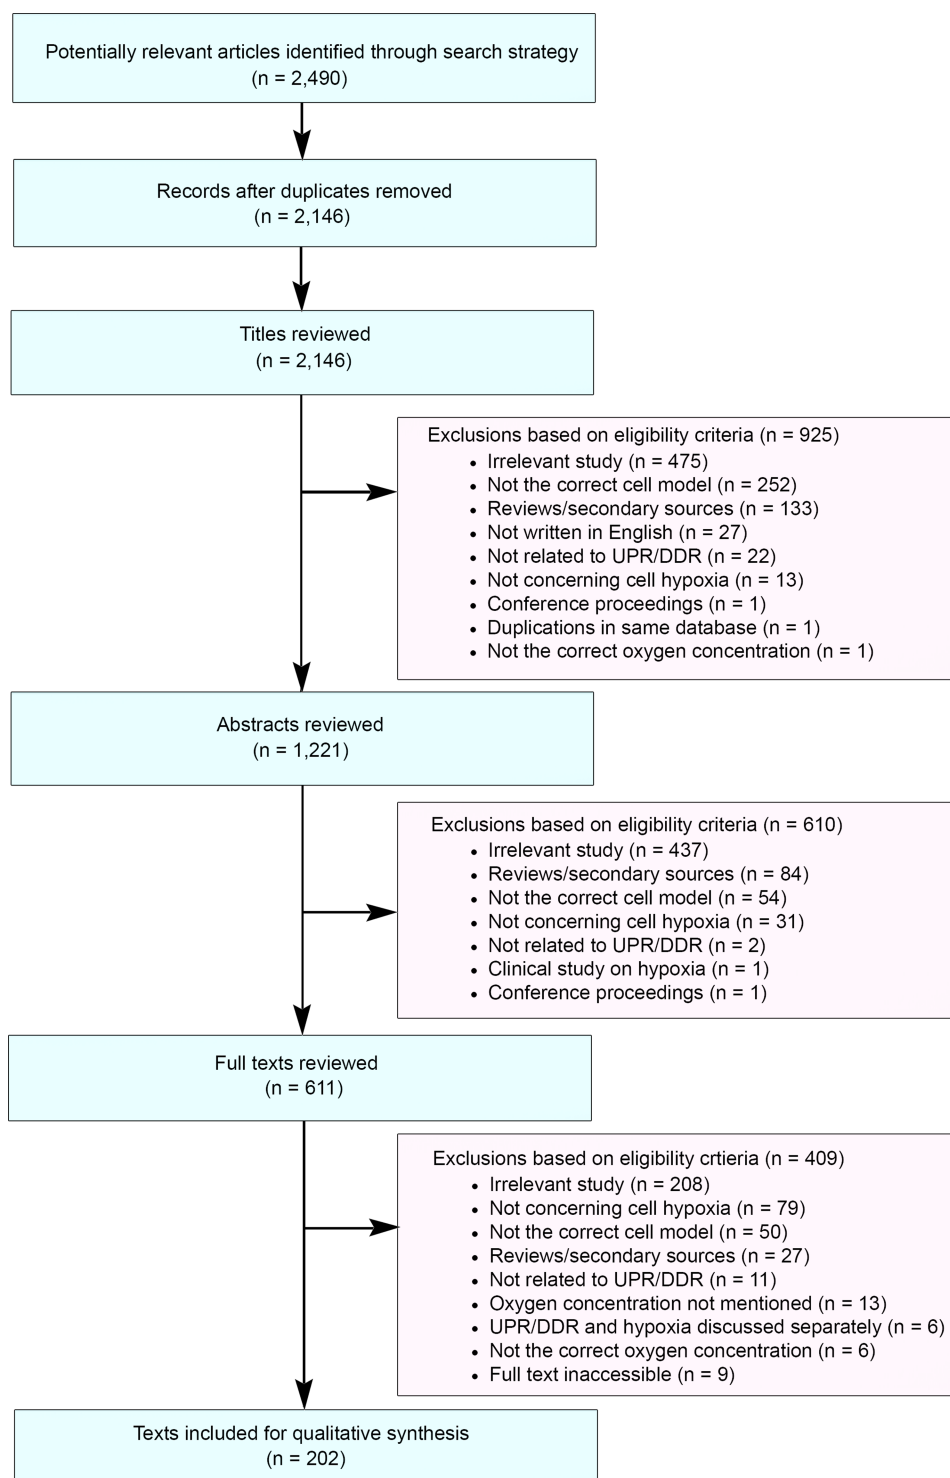 Potentially relevant articles identified through search strategy
(n = 2,490)
Records after duplicates removed
(n = 2,146)
Titles reviewed
(n = 2,146)
Exclusions based on eligibility criteria (n = 925)
• Irrelevant study (n = 475)
• Not the correct cell model (n = 252)
• Reviews/secondary sources (n = 133)
• Not written in English (n = 27)
• Not related to UPR/DDR (n = 22)
• Not concerning cell hypoxia (n = 13)
• Conference proceedings (n = 1)
• Duplications in same database (n = 1)
• Not the correct oxygen concentration (n = 1)
Abstracts reviewed
(n = 1,221)
Exclusions based on eligibility criteria (n = 610)
• Irrelevant study (n = 437)
• Reviews/secondary sources (n = 84)
• Not the correct cell model (n = 54)
• Not concerning cell hypoxia (n = 31)
• Not related to UPR/DDR (n = 2)
• Clinical study on hypoxia (n = 1)
• Conference proceedings (n = 1)
Full texts reviewed
(n = 611)
Exclusions based on eligibility crtieria (n = 409)
• Irrelevant study (n = 208)
• Not concerning cell hypoxia (n = 79)
• Not the correct cell model (n = 50)
• Reviews/secondary sources (n = 27)
• Not related to UPR/DDR (n = 11)
• Oxygen concentration not mentioned (n = 13)
• UPR/DDR and hypoxia discussed separately (n = 6)
• Not the correct oxygen concentration (n = 6)
• Full text inaccessible (n = 9)
Texts included for qualitative synthesis
(n = 202)